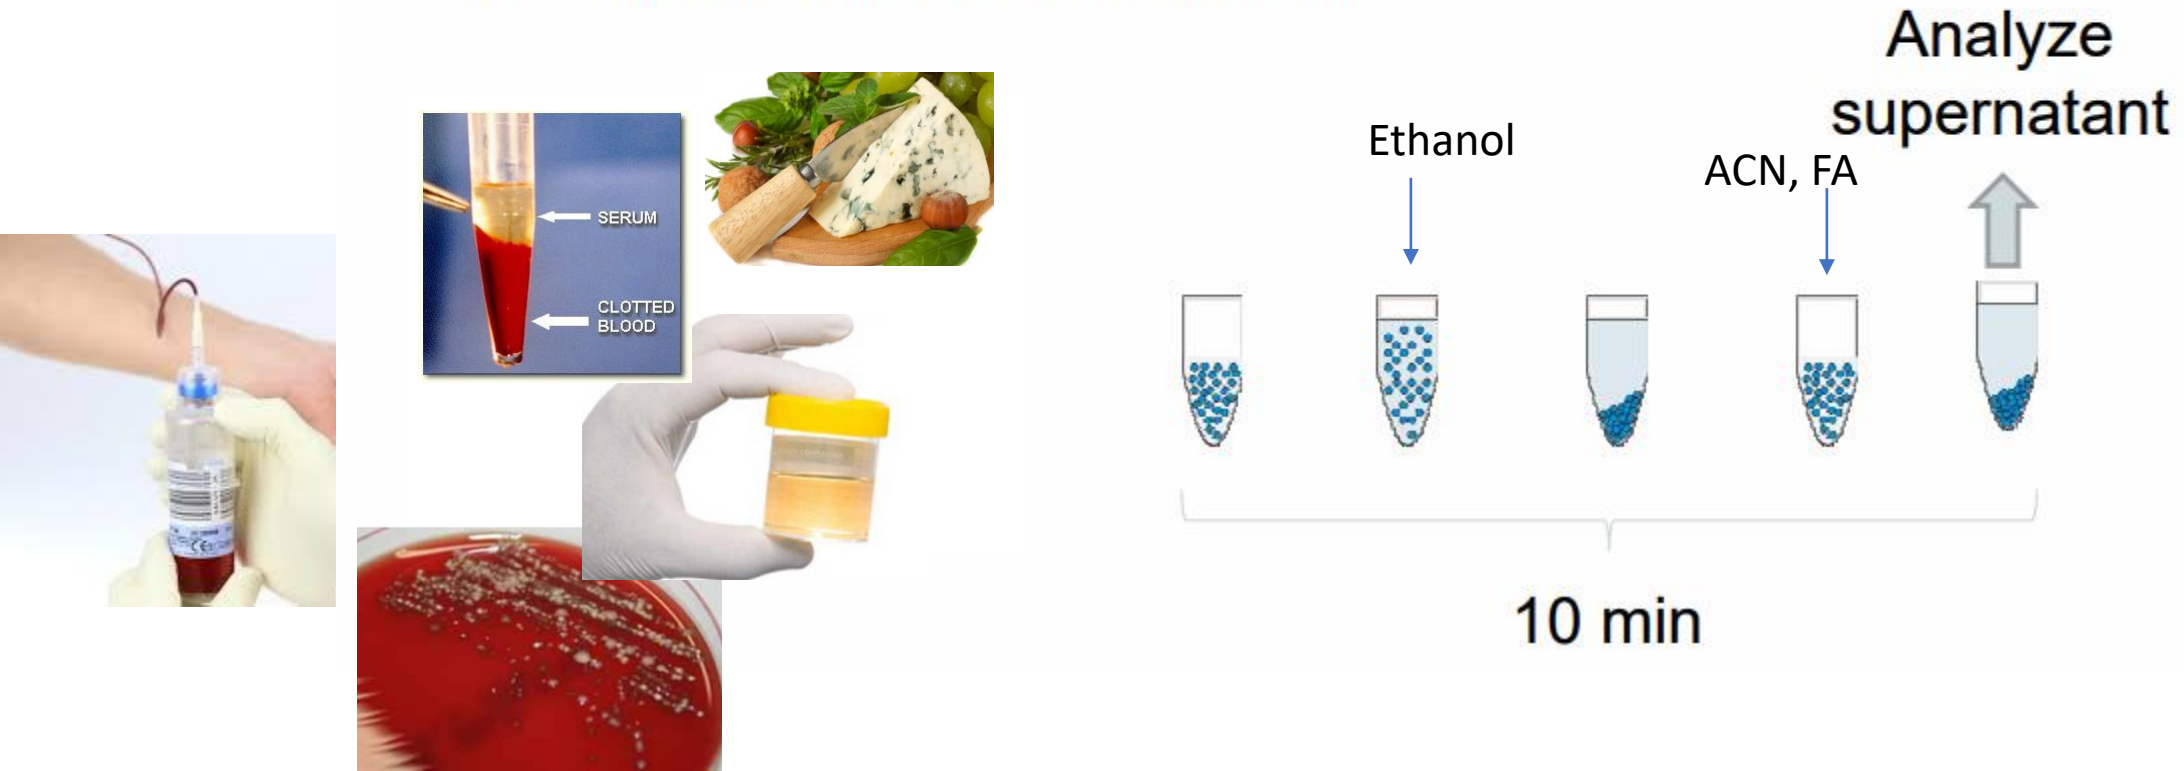 SERUM
CLOTTED
BLOOD
Ethanol
ACN, FA
Analyze
supernatant
10 min